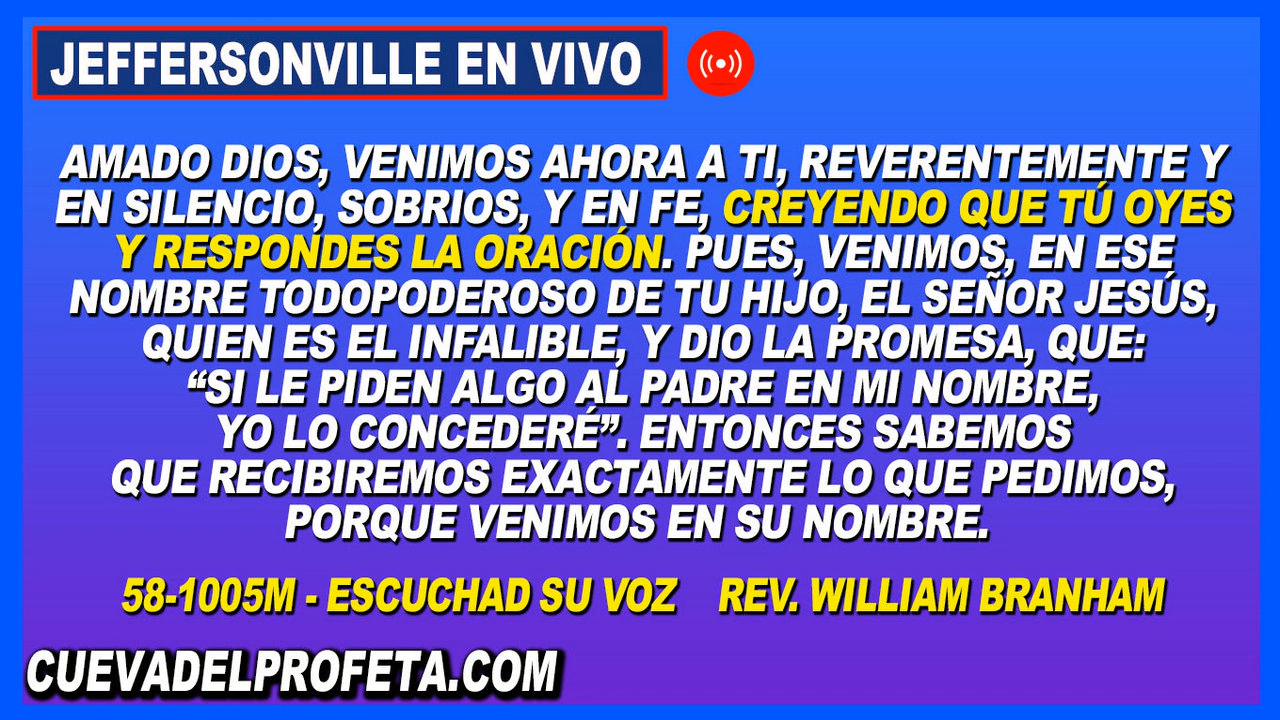 JEFFERSONVILLE EN VIVO
AMADO DIOS, VENIMOS AHORA A TI, REVERENTEMENTE Y
EN SILENCIO, SOBRIOS, Y EN FE, CREYENDO QUE TÚ OYES
Y RESPONDES LA ORACIÓN. PUES, VENIMOS, EN ESE
NOMBRE TODOPODEROSO DE TU HIJO, EL SEÑOR JESÚS,
QUIEN ES EL INFALIBLE, Y DIO LA PROMESA, QUE:
“SI LE PIDEN ALGO AL PADRE EN MI NOMBRE,
YO LO CONCEDERÉ”. ENTONCES SABEMOS
QUE RECIBIREMOS EXACTAMENTE LO QUE PEDIMOS,
PORQUE VENIMOS EN SU NOMBRE.
58-1005M - ESCUCHAD SU VOZ REV. WILLIAM BRANHAM
CUEVADELPROFETA.COM